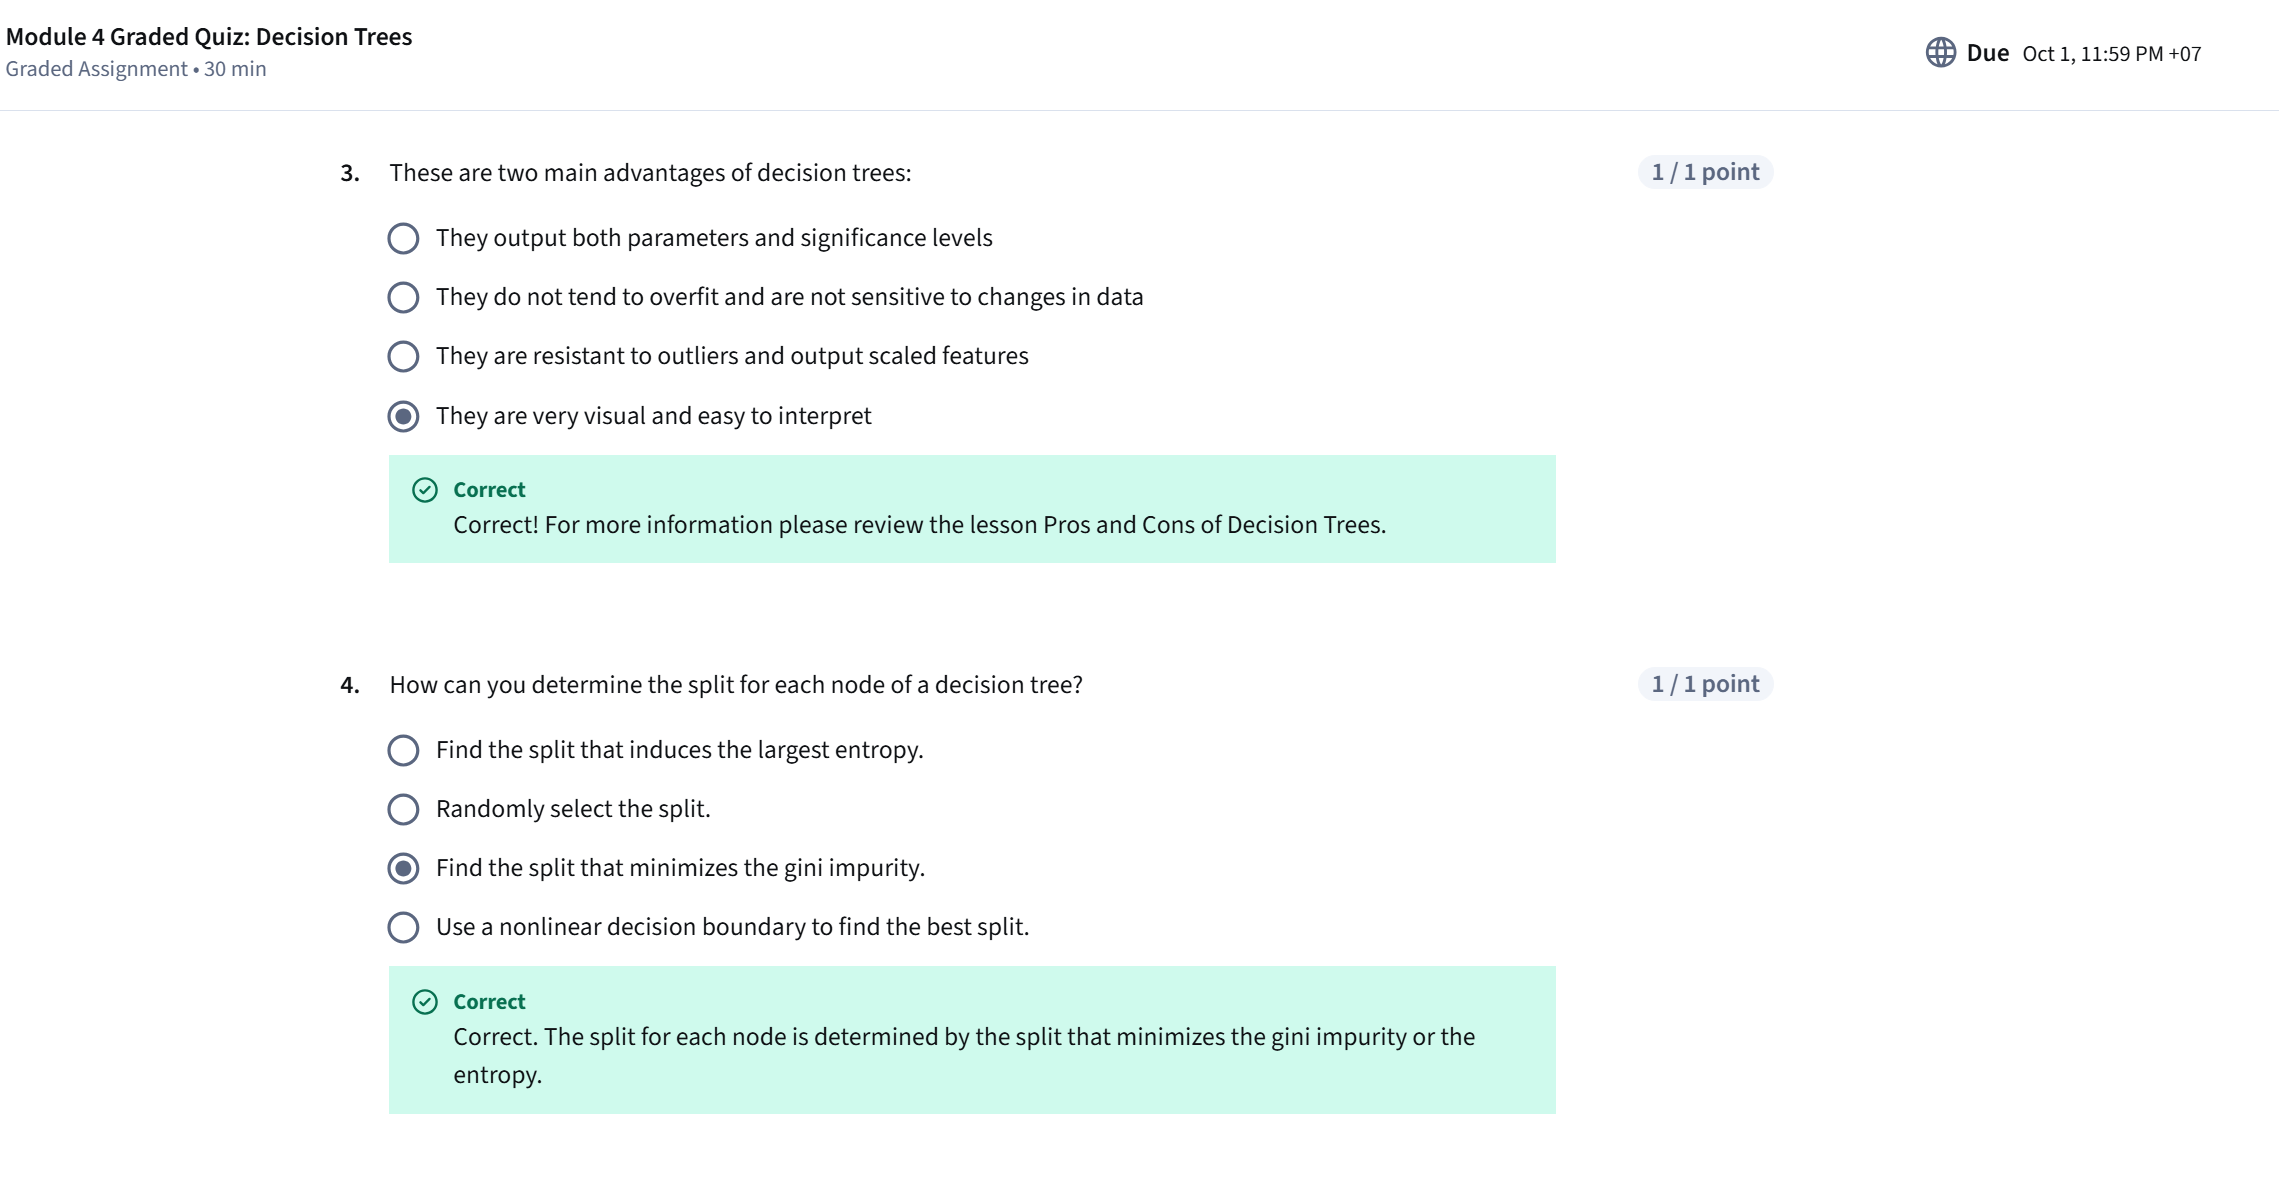 Module 4 Graded Quiz: Decision Trees
Graded Assignment • 30 min
Due Oct 1, 11:59 PM +07
3. These are two main advantages of decision trees:
1 / 1 point
They output both parameters and significance levels
They do not tend to overfit and are not sensitive to changes in data
They are resistant to outliers and output scaled features
They are very visual and easy to interpret
Correct
Correct! For more information please review the lesson Pros and Cons of Decision Trees.
4. How can you determine the split for each node of a decision tree?
1 / 1 point
Find the split that induces the largest entropy.
Randomly select the split.
Find the split that minimizes the gini impurity.
Use a nonlinear decision boundary to find the best split.
Correct
Correct. The split for each node is determined by the split that minimizes the gini impurity or the
entropy.